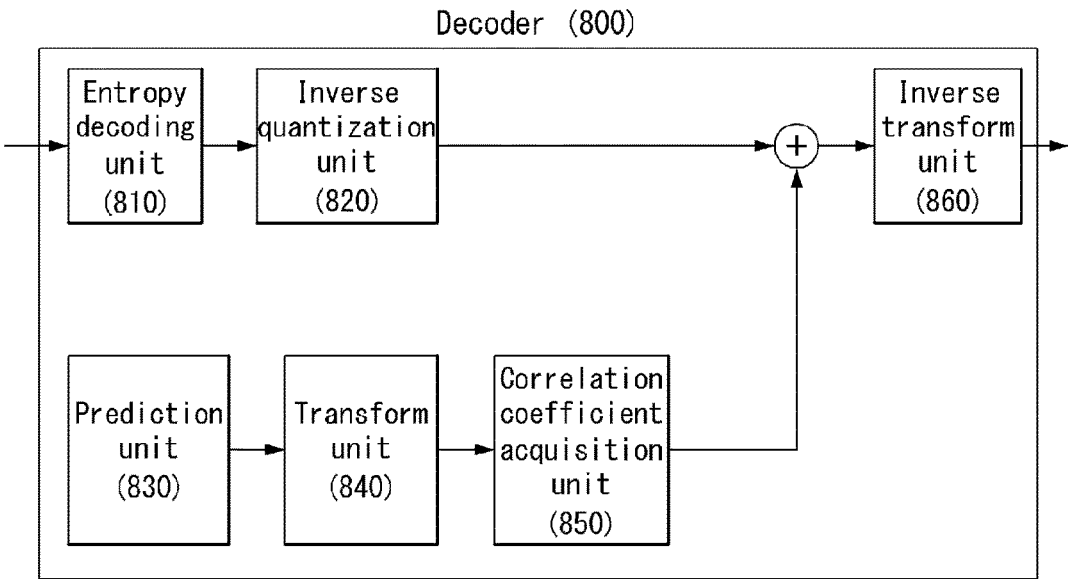 Decoder (800)
Entropy
decoding
unit
(810)
Inverse
quantization
unit
(820)
+
Inverse
transform
unit
(860)
Prediction
unit
(830)
Transform
unit
(840)
Correlation
coefficient
acquisition
unit
(850)